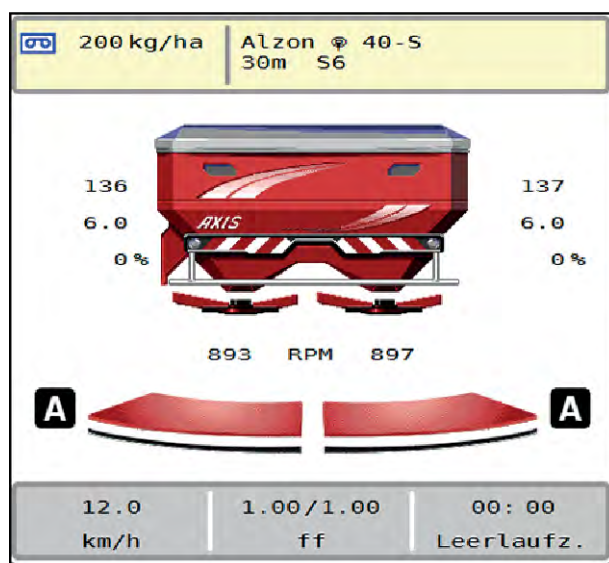 200 kg/ha
Alzon ® 40-S
30m S6
136
137
6.0
AXIS
6.0
0%
0%
893 RPM 897
A
A
12.0
1.00/1.00
00:00
km/h
ff
Leerlaufz.